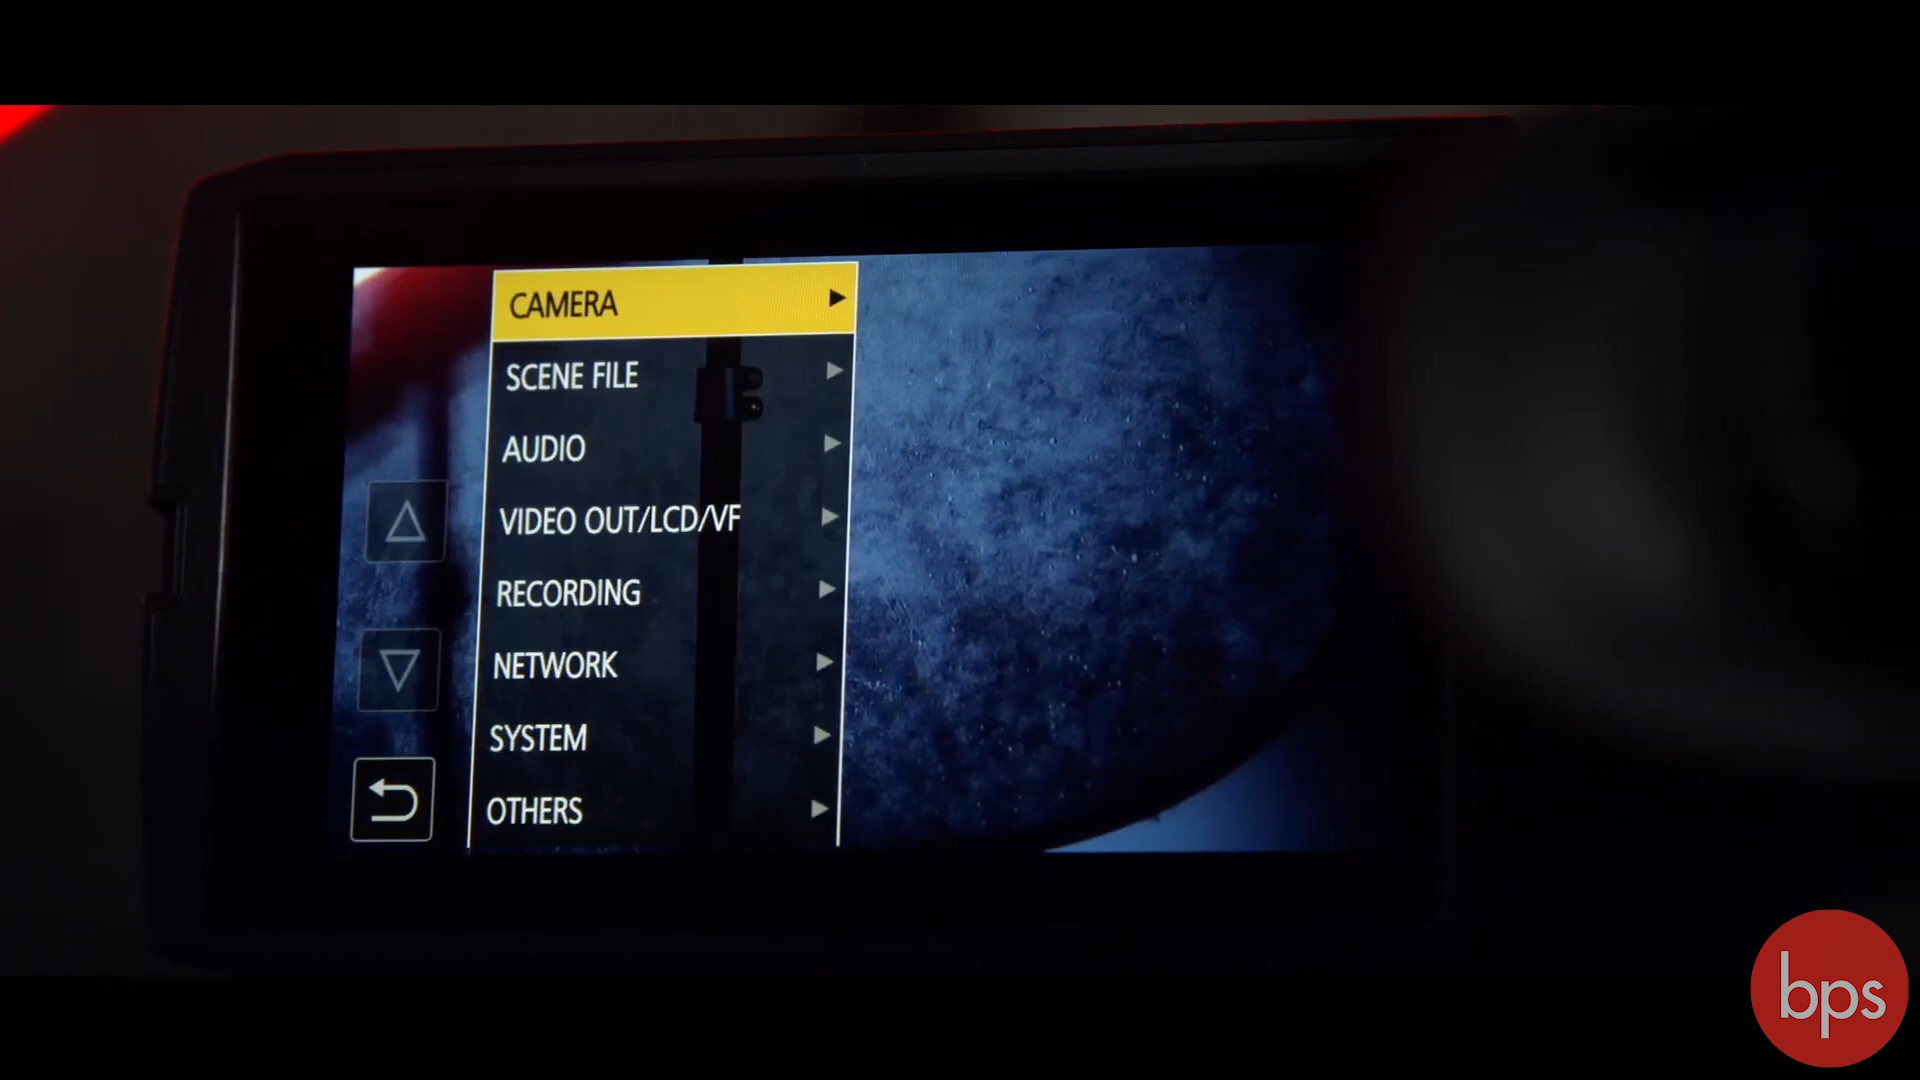 CAMERA
SCENE FILE
AUDIO
VIDEO OUT/LCD/VF
RECORDING
NETWORK
SYSTEM
OTHERS
bps